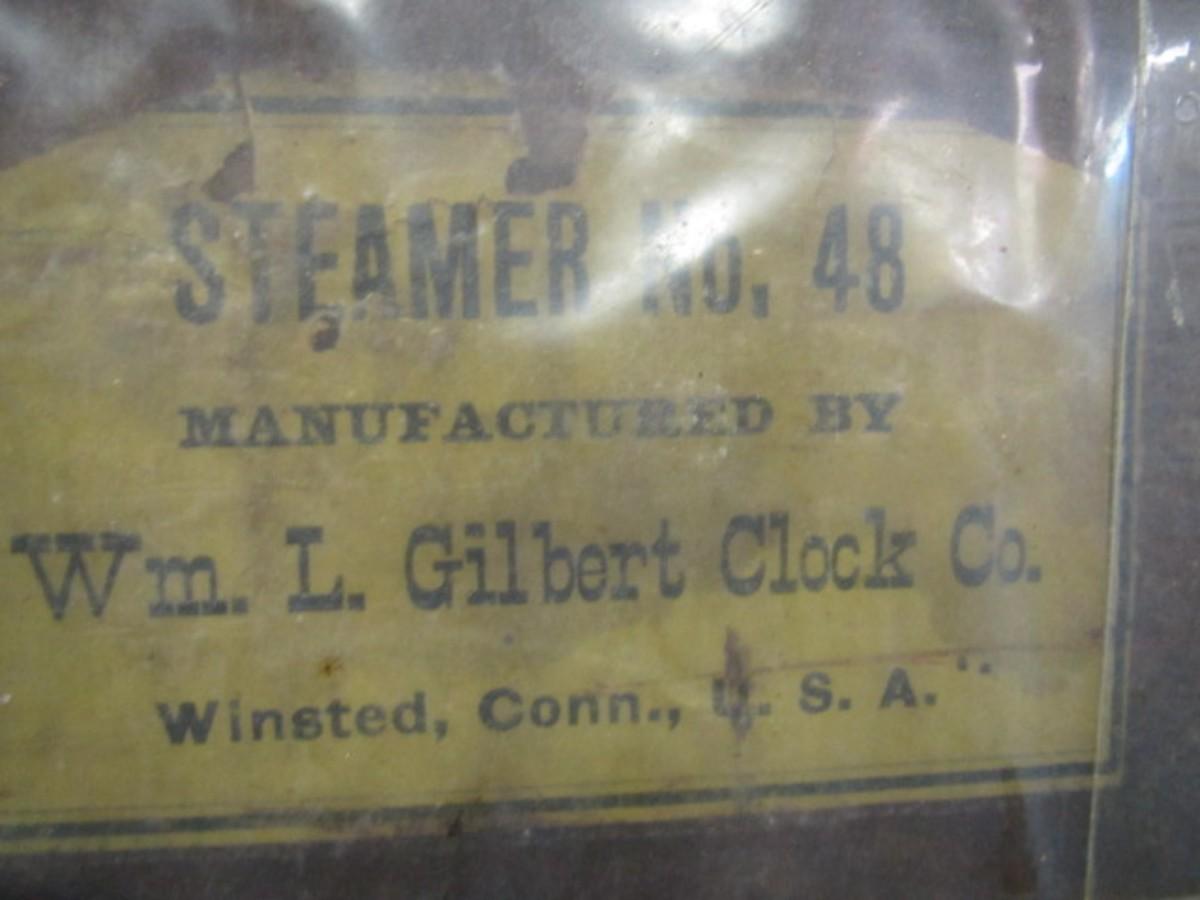 STEAMER No. 48
MANUFACTURED BY
Wm. L. Gilbert Clock Co.
Winsted, Conn., U. S. A.